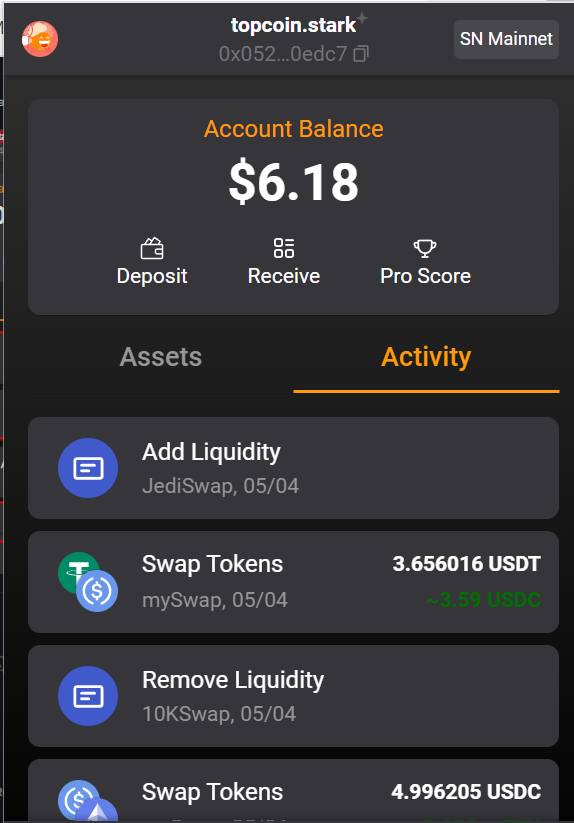 topcoin.stark
0x052...0edc7
SN Mainnet
Account Balance
$6.18
Deposit
Receive
Pro Score
Assets
Activity
Add Liquidity
JediSwap, 05/04
Swap Tokens
3.656016 USDT
mySwap, 05/04
~3.59 USDC
Remove Liquidity
10KSwap, 05/04
Swap Tokens
4.996205 USDC